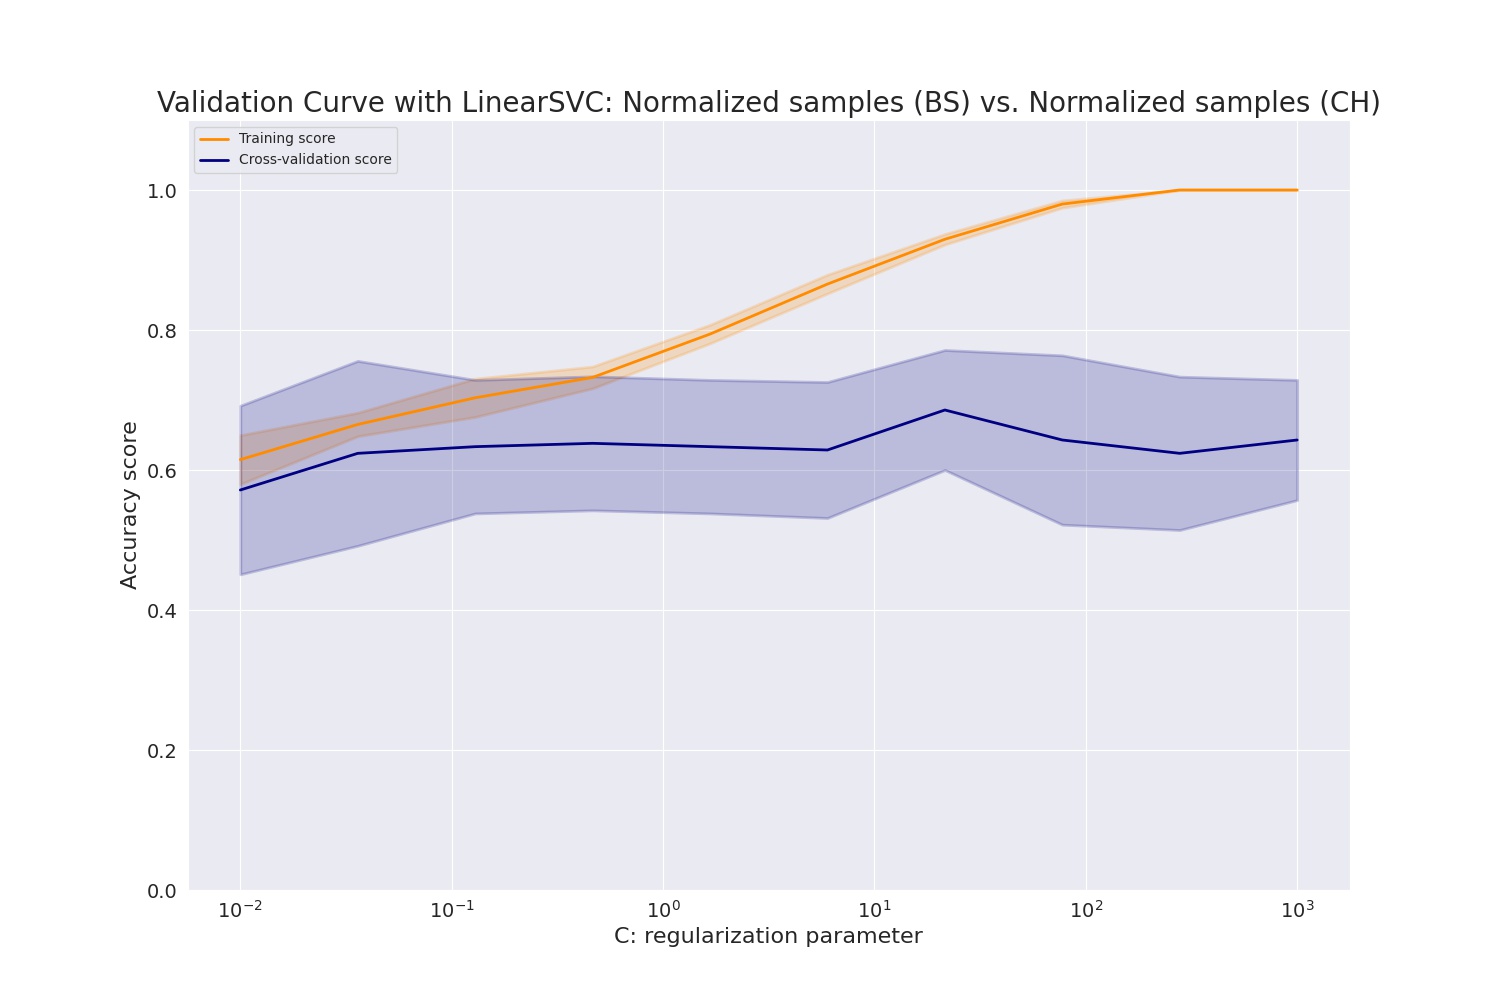 Validation Curve with LinearSVC: Normalized samples (BS) vs. Normalized samples (CH)
Training score
Cross-validation score
1.0
0.8
0.6
0.4
0.2
0.0
Accuracy score
10⁻² 10⁻¹ 10⁰ 10¹ 10² 10³
C: regularization parameter